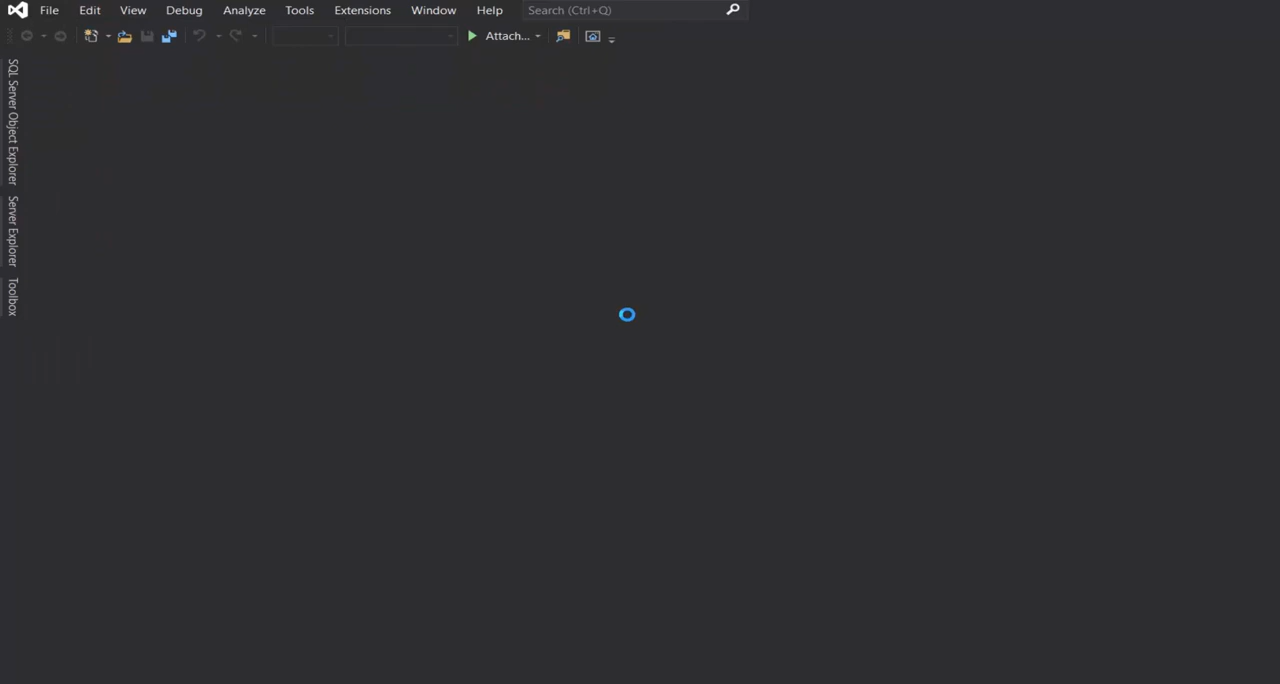 File Edit View Debug Analyze Tools Extensions Window Help Search (Ctrl+Q)
Attach...
SQL Server Object Explorer
Server Explorer
Toolbox